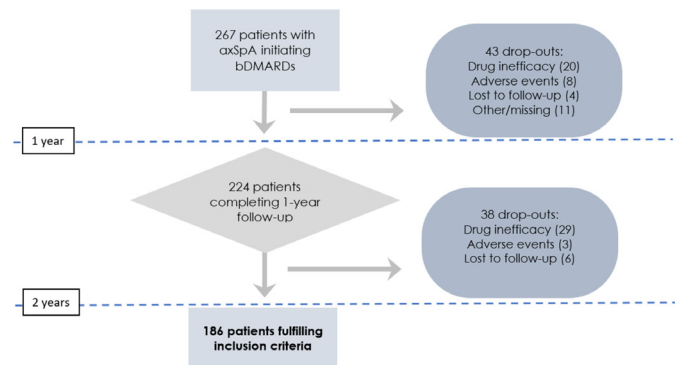 267 patients with
axSpA initiating
bDMARDs
43 drop-outs:
Drug inefficacy (20)
Adverse events (8)
Lost to follow-up (4)
Other/missing (11)
1 year
224 patients
completing 1-year
follow-up
38 drop-outs:
Drug inefficacy (29)
Adverse events (3)
Lost to follow-up (6)
2 years
186 patients fulfilling
inclusion criteria